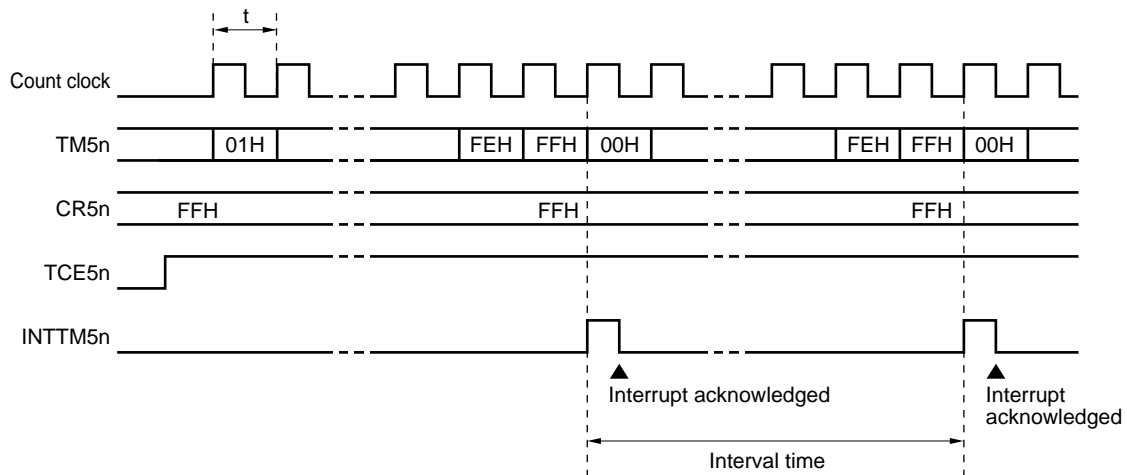 t
Count clock
TM5n 01H FEH FFH 00H FEH FFH 00H
CR5n FFH FFH FFH
TCE5n
INTTM5n
Interrupt acknowledged
Interrupt
acknowledged
Interval time